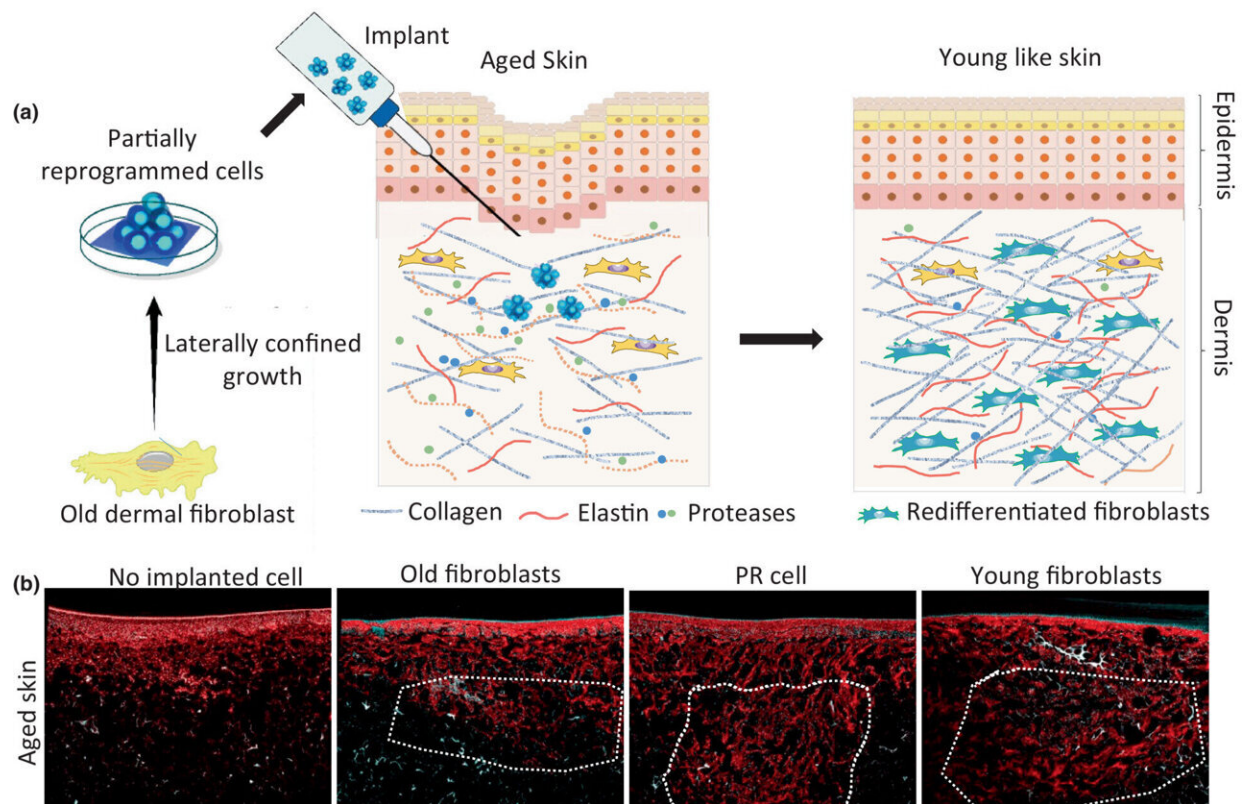 (a)
Implant
Aged Skin
Young like skin
Partially
reprogrammed cells
Laterally confined
growth
Old dermal fibroblast
Epidermis
Dermis
Collagen
Elastin
Proteases
Redifferentiated fibroblasts
(b)
No implanted cell
Old fibroblasts
PR cell
Young fibroblasts
Aged skin